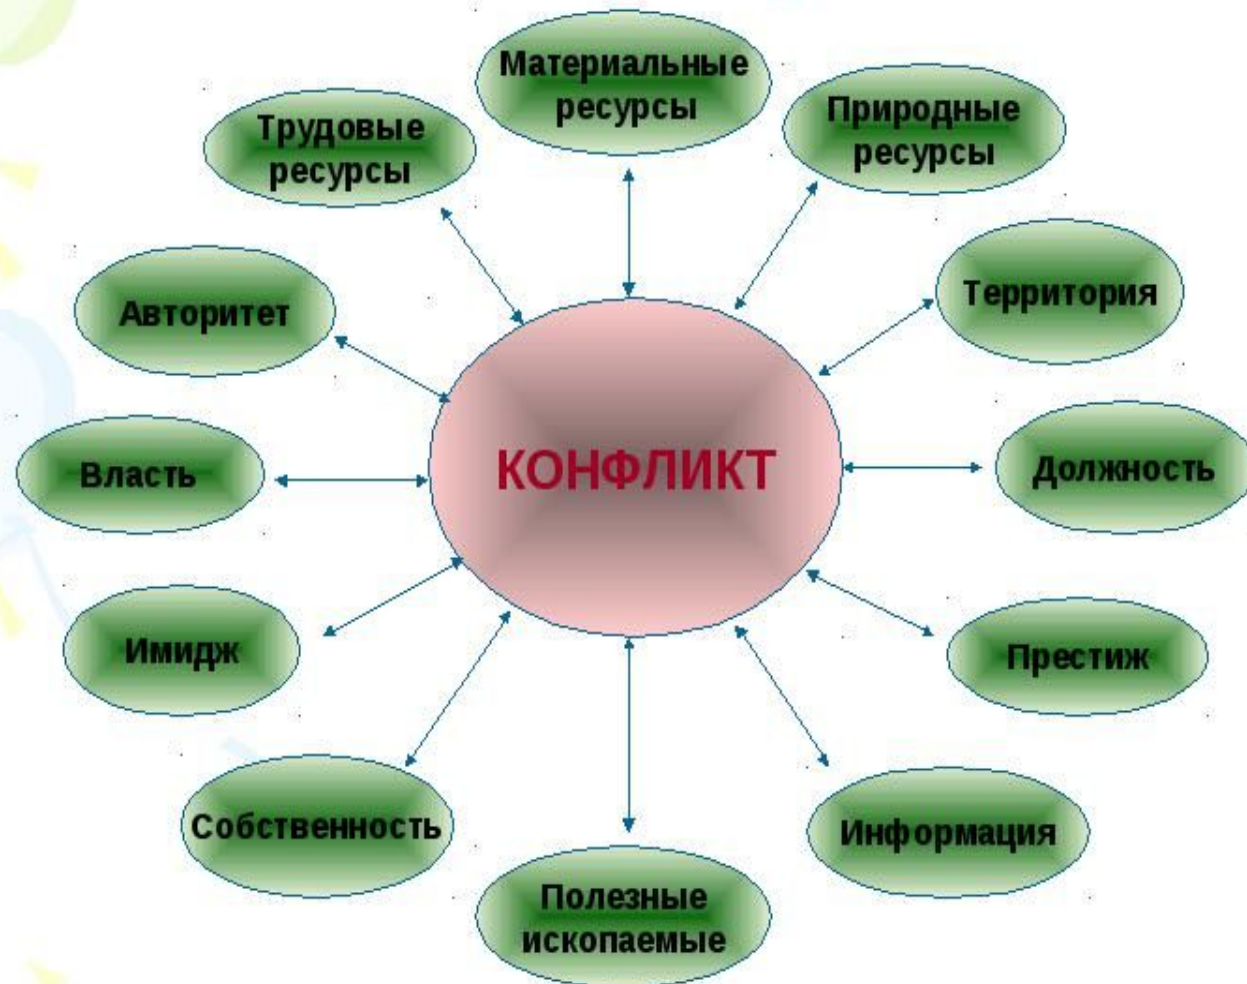 Материальные
ресурсы
Природные
ресурсы
Трудовые
ресурсы
Территория
Авторитет
Должность
КОНФЛИКТ
Власть
Имидж
Престиж
Собственность
Информация
Полезные
ископаемые